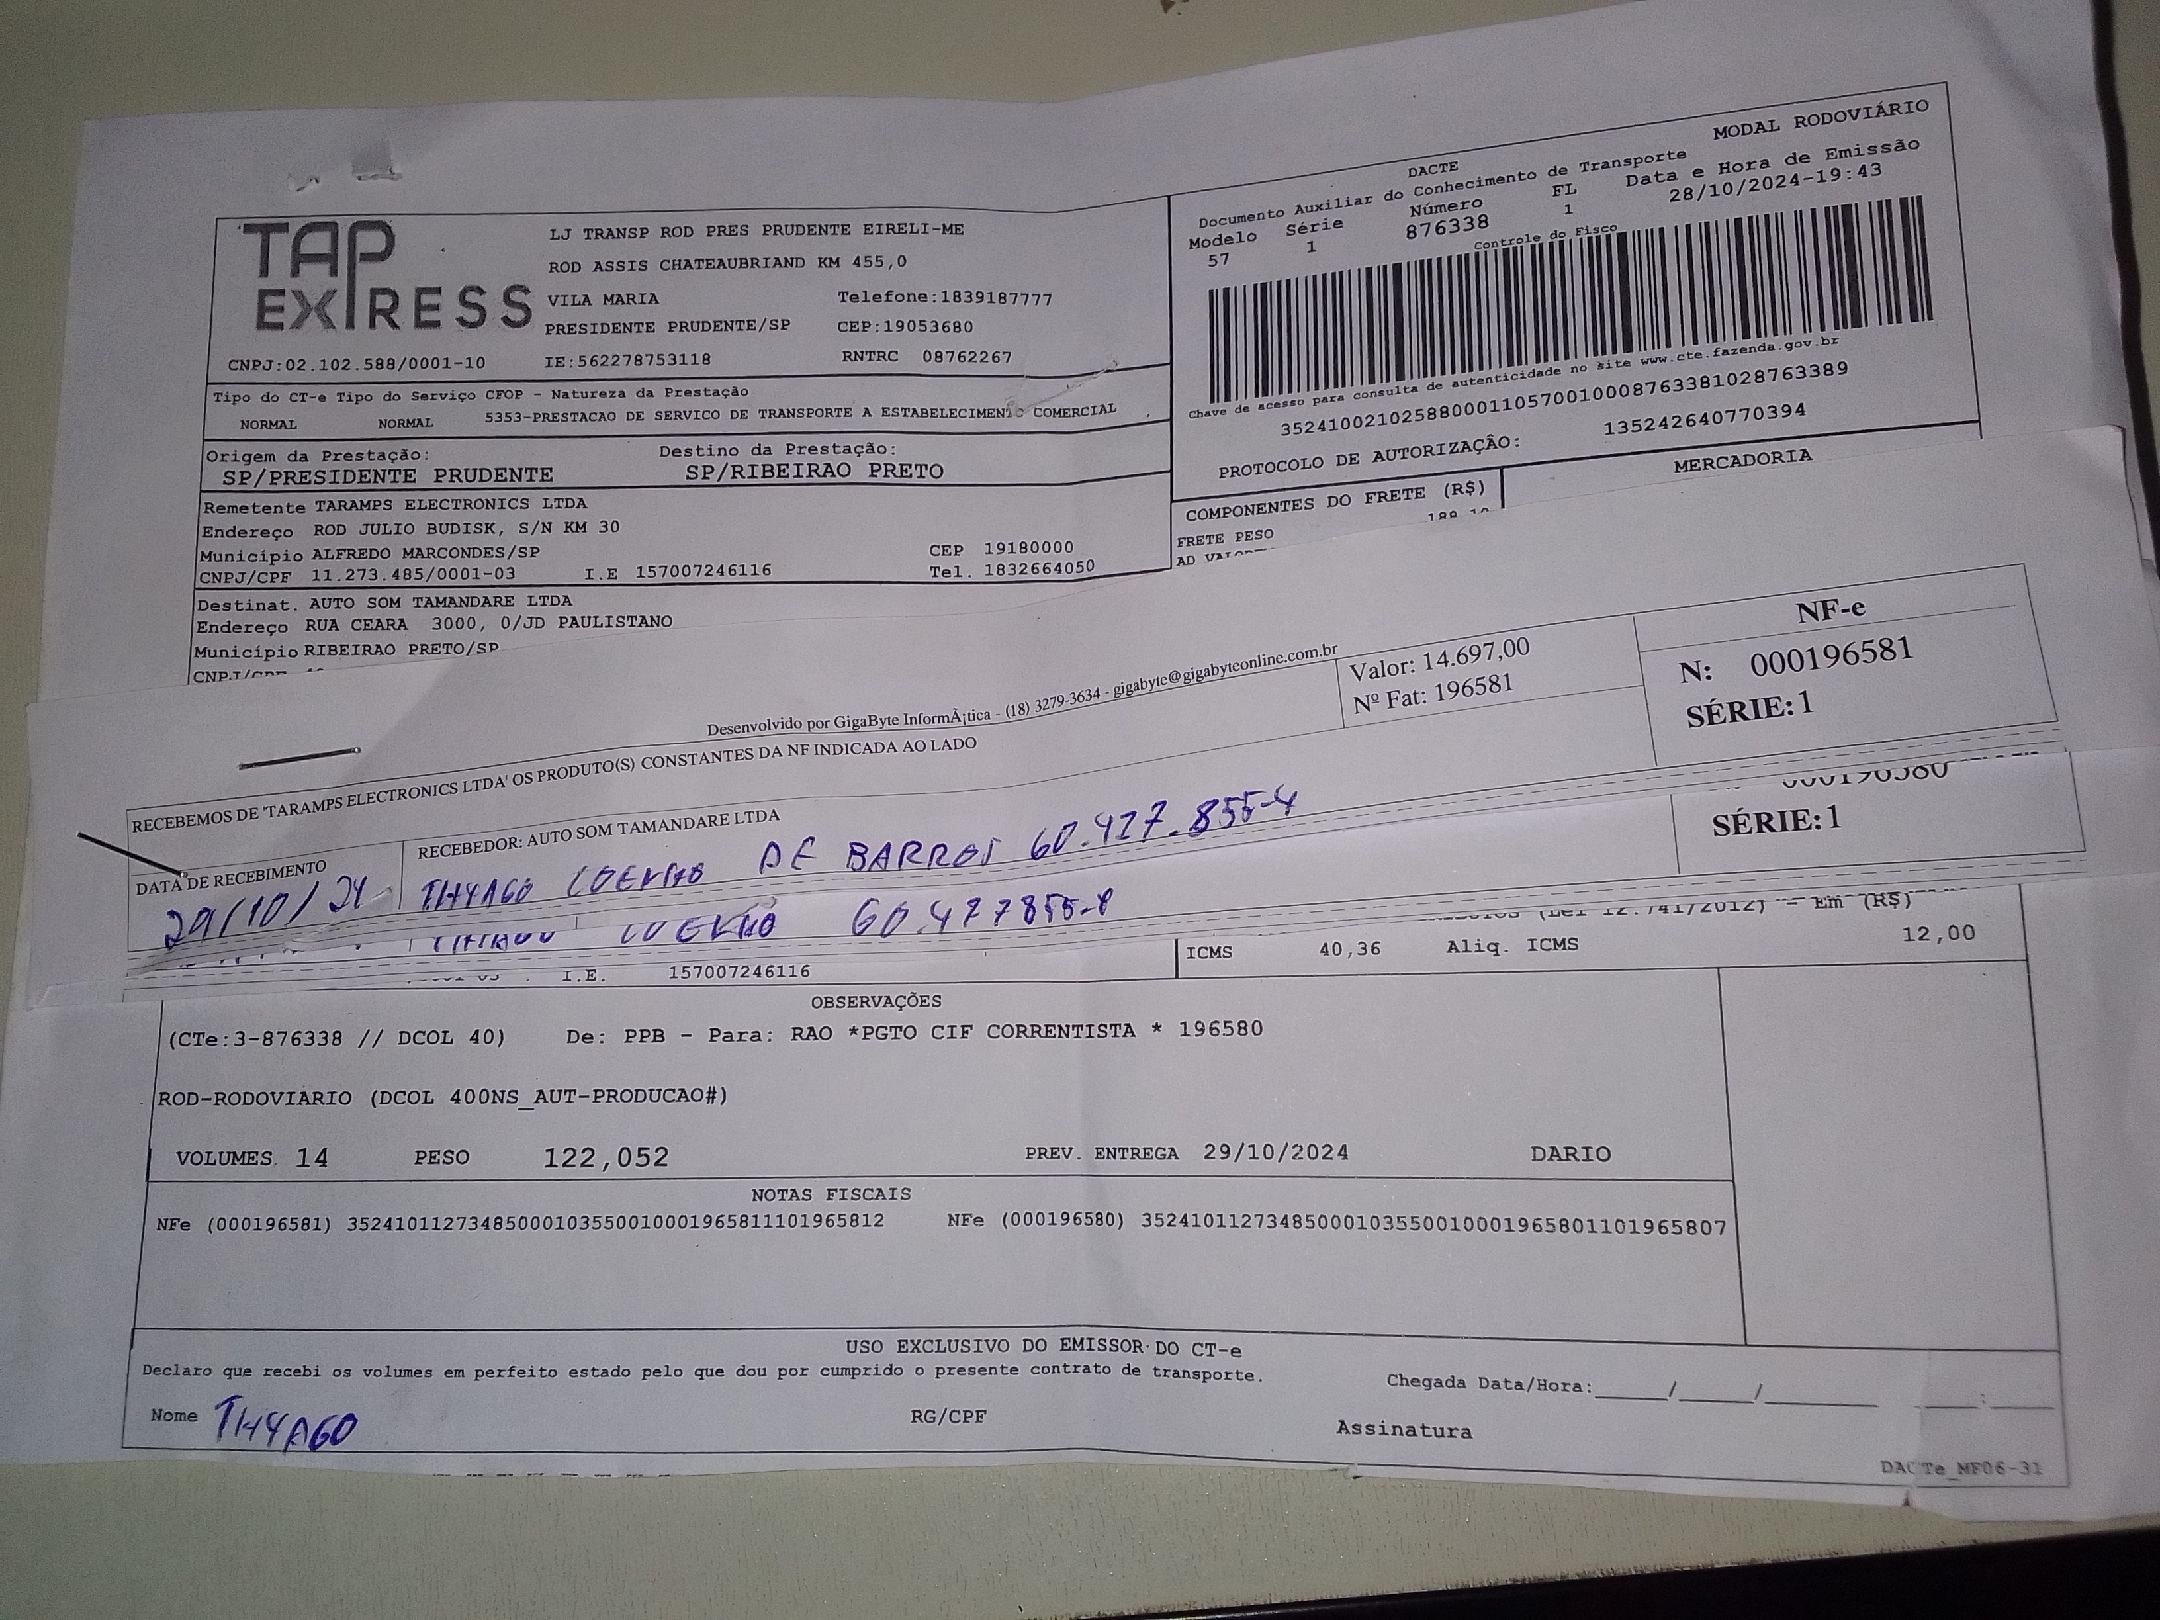 TAP
EXPRESS
LJ TRANSP ROD PRES PRUDENTE EIRELI-ME
ROD ASSIS CHATEAUBRIAND KM 455,0
VILA MARIA Telefone:1839187777
PRESIDENTE PRUDENTE/SP CEP:19053680
CNPJ:02.102.588/0001-10 IE:562278753118 RNTRC 08762267
DACTE MODAL RODOVIÁRIO
Documento Auxiliar do Conhecimento de Transporte
Modelo Série Número FL Data e Hora de Emissão
57 1 876338 1 28/10/2024-19:43
Controle do Fisco
Chave de acesso para consulta de autenticidade no site www.cte.fazenda.gov.br
35241002102588000110570010008763381028763389
PROTOCOLO DE AUTORIZAÇÃO: 135242640770394
Tipo do CT-e Tipo do Serviço CFOP - Natureza da Prestação
NORMAL NORMAL 5353-PRESTACAO DE SERVICO DE TRANSPORTE A ESTABELECIMENTO COMERCIAL
Origem da Prestação: Destino da Prestação:
SP/PRESIDENTE PRUDENTE SP/RIBEIRAO PRETO
Remetente TARAMPS ELECTRONICS LTDA
Endereço ROD JULIO BUDISK, S/N KM 30
Município ALFREDO MARCONDES/SP CEP 19180000
CNPJ/CPF 11.273.485/0001-03 I.E 157007246116 Tel. 1832664050
COMPONENTES DO FRETE (R$) MERCADORIA
FRETE PESO
Destinat. AUTO SOM TAMANDARE LTDA
Endereço RUA CEARA 3000, 0/JD PAULISTANO
Município RIBEIRAO PRETO/SP
Desenvolvido por GigaByte InformÃ¡tica - (18) 3279-3634 - gigabyte@gigabyteonline.com.br
RECEBEMOS DE 'TARAMPS ELECTRONICS LTDA' OS PRODUTO(S) CONSTANTES DA NF INDICADA AO LADO
Valor: 14.697,00
Nº Fat: 196581
NF-e
N: 000196581
SÉRIE:1
DATA DE RECEBIMENTO RECEBEDOR: AUTO SOM TAMANDARE LTDA
29/10/24 THYAGO COELHO DE BARROS 60.427.855-4
000196580
SÉRIE:1
THYAGO COELHO
I.E. 157007246116
Em (R$)
ICMS 40,36 Aliq. ICMS 12,00
OBSERVAÇÕES
(CTe:3-876338 // DCOL 40) De: PPB - Para: RAO *PGTO CIF CORRENTISTA * 196580
ROD-RODOVIARIO (DCOL 400NS_AUT-PRODUCAO#)
VOLUMES. 14 PESO 122,052 PREV. ENTREGA 29/10/2024 DARIO
NOTAS FISCAIS
NFe (000196581) 35241011273485000103550010001965811101965812 NFe (000196580) 35241011273485000103550010001965801101965807
USO EXCLUSIVO DO EMISSOR DO CT-e
Declaro que recebi os volumes em perfeito estado pelo que dou por cumprido o presente contrato de transporte.
Chegada Data/Hora:_____/_____/_________ _____:_____
Nome THYAGO RG/CPF Assinatura
DACTe_MF06-31